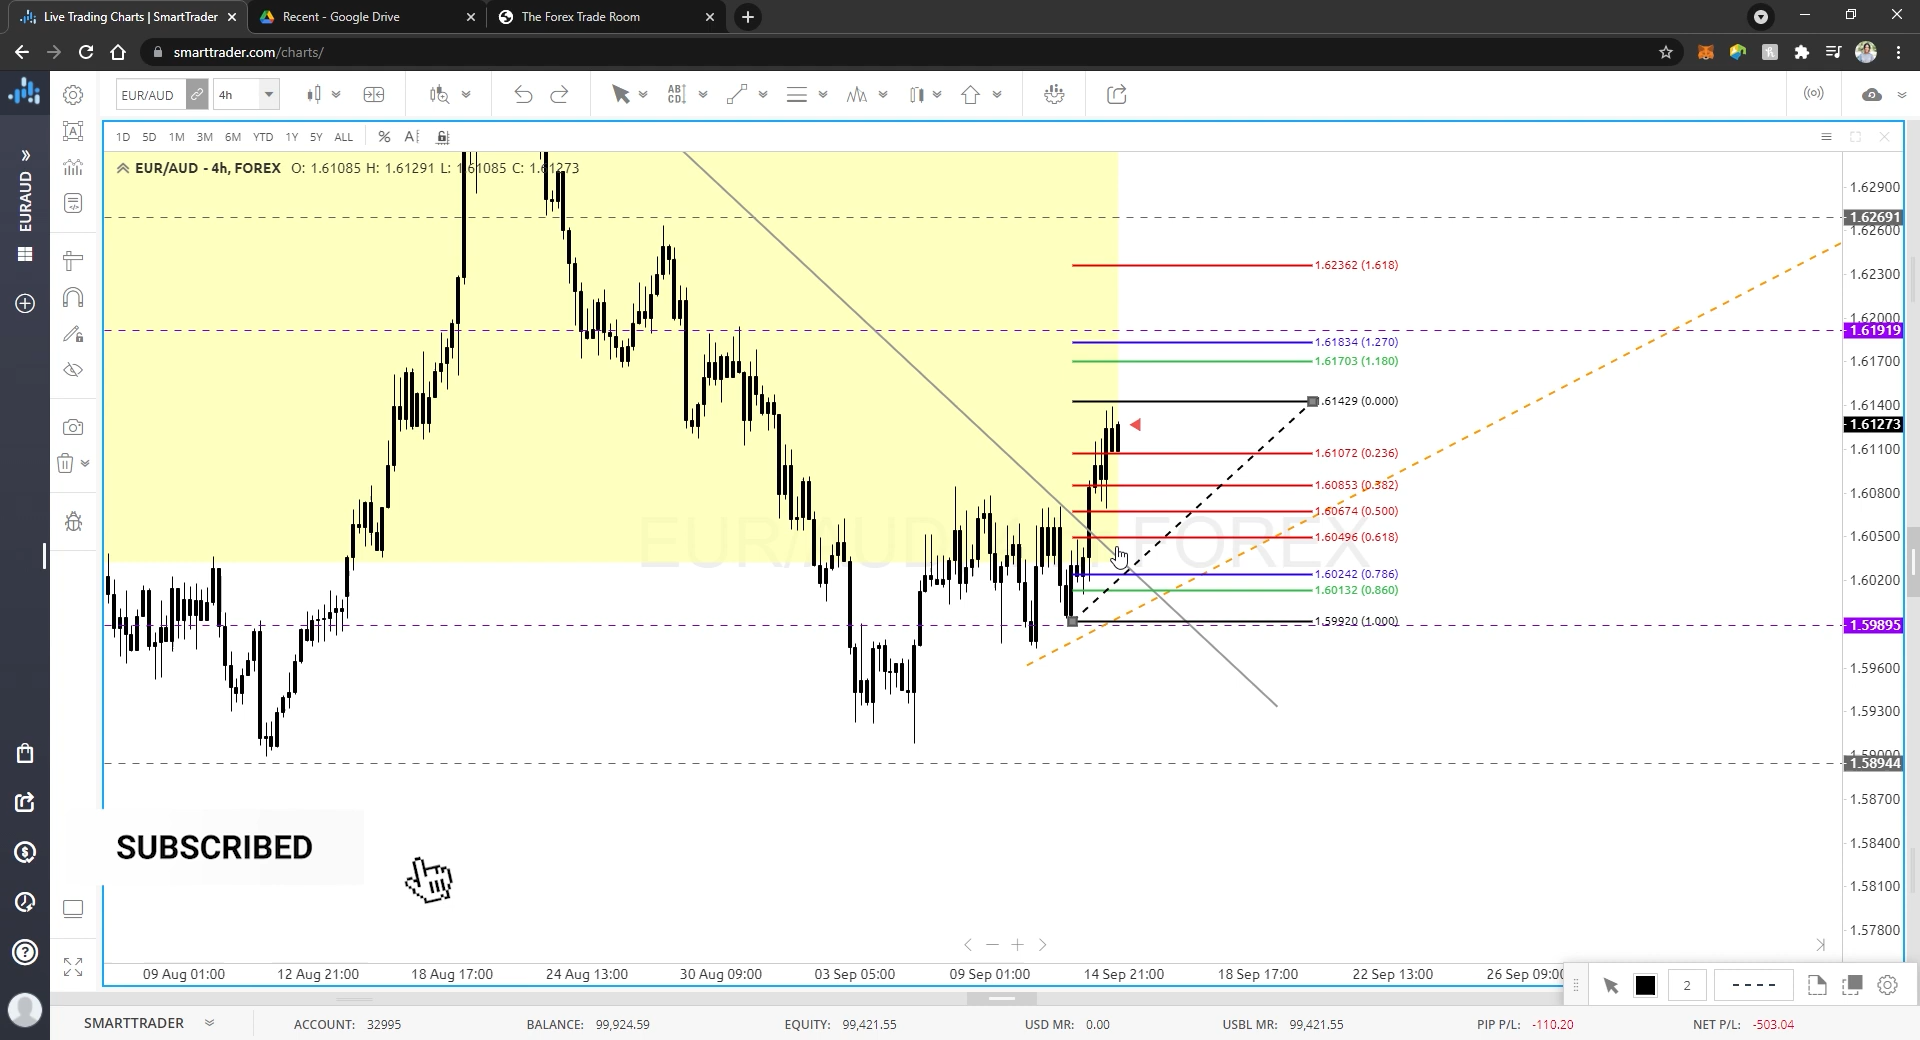 Live Trading Charts | SmartTrader
Recent - Google Drive
The Forex Trade Room
smarttrader.com/charts/
EUR/AUD
4h
AB
CD
1D 5D 1M 3M 6M YTD 1Y 5Y ALL % A
EUR/AUD - 4h, FOREX O: 1.61085 H: 1.61291 L: 1.61085 C: 1.61273
EURAUD
1.62900
1.62691
1.62600
1.62362 (1.618)
1.62300
1.62000
1.61919
1.61834 (1.270)
1.61703 (1.180)
1.61700
1.61429 (0.000)
1.61400
1.61273
1.61072 (0.236)
1.61100
1.60853 (0.382)
1.60800
1.60674 (0.500)
1.60496 (0.618)
1.60500
EUR/AUD FOREX
1.60242 (0.786)
1.60200
1.60132 (0.860)
1.59920 (1.000)
1.59895
1.59600
1.59300
1.59000
1.58944
1.58700
1.58400
1.58100
1.57800
SUBSCRIBED
09 Aug 01:00 12 Aug 21:00 18 Aug 17:00 24 Aug 13:00 30 Aug 09:00 03 Sep 05:00 09 Sep 01:00 14 Sep 21:00 18 Sep 17:00 22 Sep 13:00 26 Sep 09:00
2
SMARTTRADER ACCOUNT: 32995 BALANCE: 99,924.59 EQUITY: 99,421.55 USD MR: 0.00 USBL MR: 99,421.55 PIP P/L: -110.20 NET P/L: -503.04